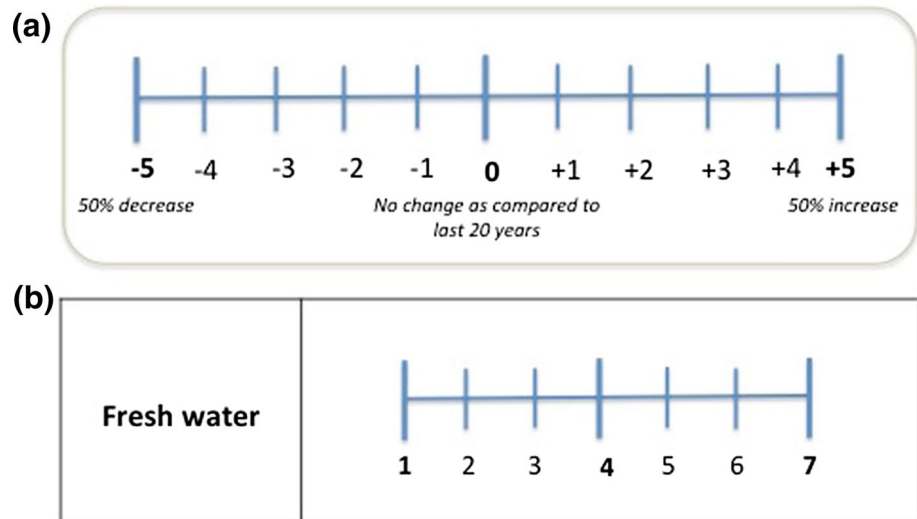 (a)
-5 -4 -3 -2 -1 0 +1 +2 +3 +4 +5
50% decrease No change as compared to 50% increase
last 20 years
(b)
Fresh water
1 2 3 4 5 6 7